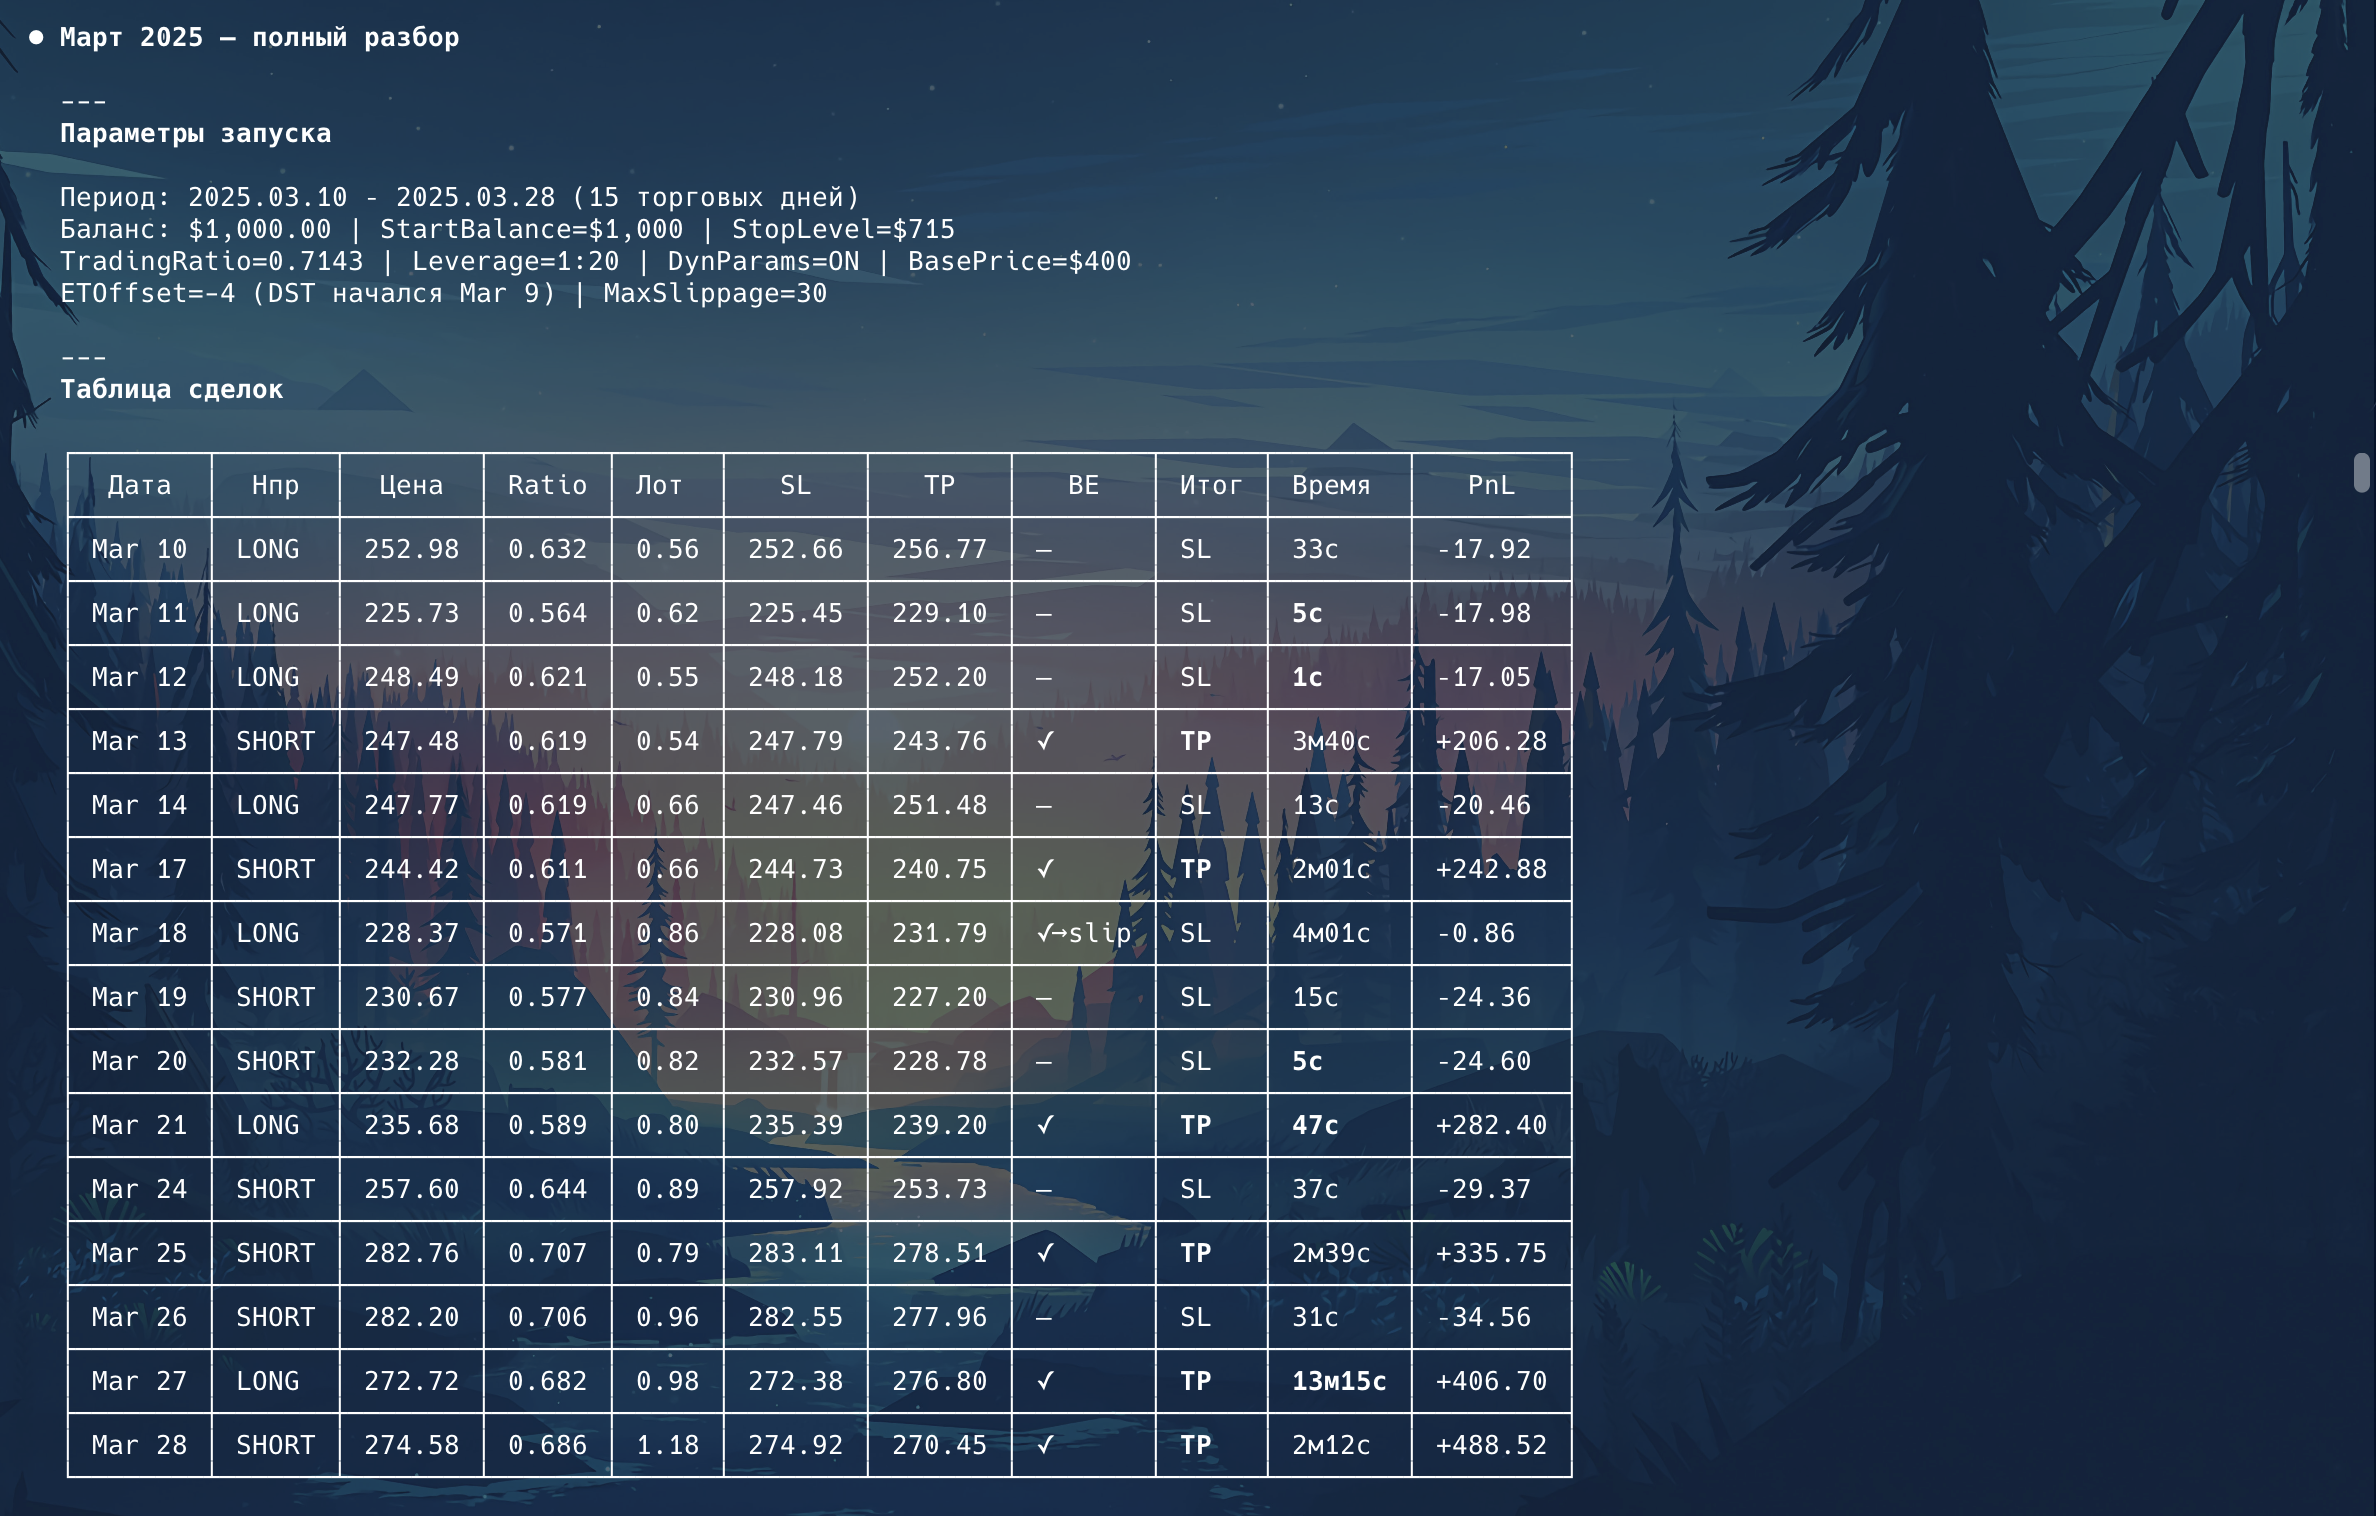 ● Март 2025 — полный разбор
---
Параметры запуска
Период: 2025.03.10 - 2025.03.28 (15 торговых дней)
Баланс: $1,000.00 | StartBalance=$1,000 | StopLevel=$715
TradingRatio=0.7143 | Leverage=1:20 | DynParams=ON | BasePrice=$400
ETOffset=-4 (DST начался Mar 9) | MaxSlippage=30
---
Таблица сделок
Дата Нпр Цена Ratio Лот SL TP BE Итог Время PnL
Mar 10 LONG 252.98 0.632 0.56 252.66 256.77 — SL 33с -17.92
Mar 11 LONG 225.73 0.564 0.62 225.45 229.10 — SL 5с -17.98
Mar 12 LONG 248.49 0.621 0.55 248.18 252.20 — SL 1с -17.05
Mar 13 SHORT 247.48 0.619 0.54 247.79 243.76 ✓ TP 3м40с +206.28
Mar 14 LONG 247.77 0.619 0.66 247.46 251.48 — SL 13с -20.46
Mar 17 SHORT 244.42 0.611 0.66 244.73 240.75 ✓ TP 2м01с +242.88
Mar 18 LONG 228.37 0.571 0.86 228.08 231.79 ✓→slip SL 4м01с -0.86
Mar 19 SHORT 230.67 0.577 0.84 230.96 227.20 — SL 15с -24.36
Mar 20 SHORT 232.28 0.581 0.82 232.57 228.78 — SL 5с -24.60
Mar 21 LONG 235.68 0.589 0.80 235.39 239.20 ✓ TP 47с +282.40
Mar 24 SHORT 257.60 0.644 0.89 257.92 253.73 — SL 37с -29.37
Mar 25 SHORT 282.76 0.707 0.79 283.11 278.51 ✓ TP 2м39с +335.75
Mar 26 SHORT 282.20 0.706 0.96 282.55 277.96 — SL 31с -34.56
Mar 27 LONG 272.72 0.682 0.98 272.38 276.80 ✓ TP 13м15с +406.70
Mar 28 SHORT 274.58 0.686 1.18 274.92 270.45 ✓ TP 2м12с +488.52